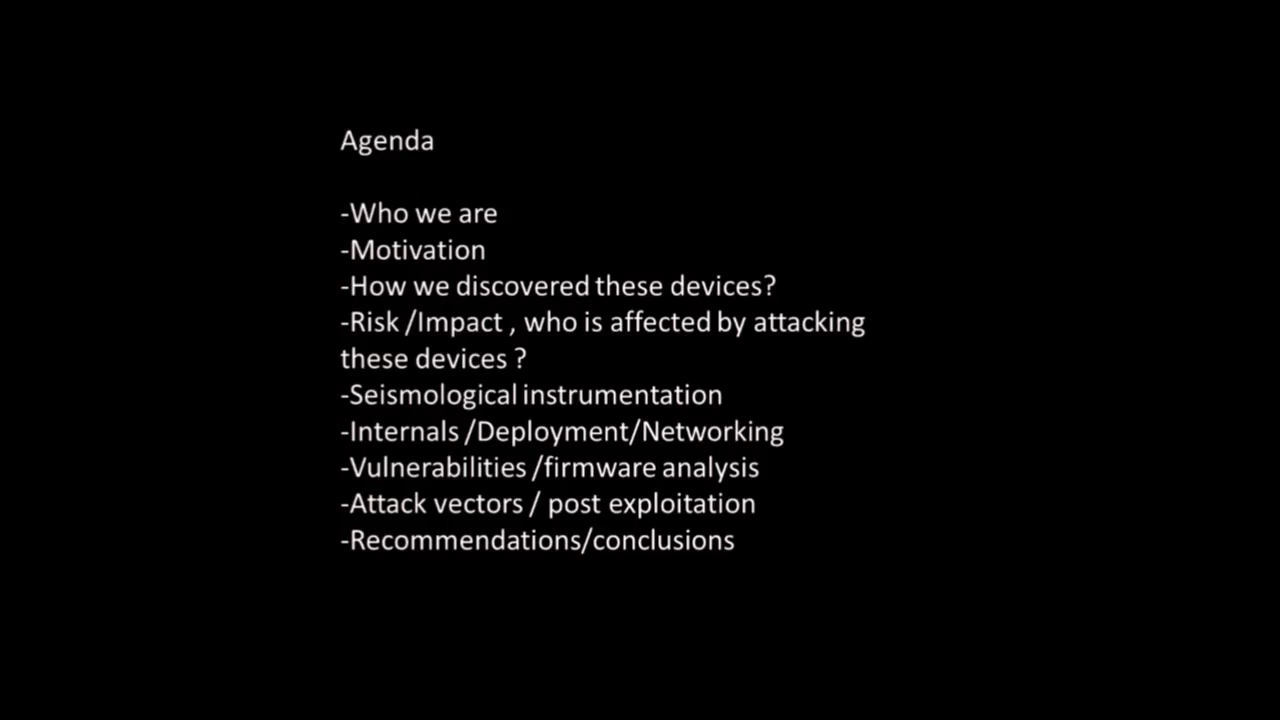 Agenda
-Who we are
-Motivation
-How we discovered these devices?
-Risk /Impact , who is affected by attacking
these devices ?
-Seismological instrumentation
-Internals /Deployment/Networking
-Vulnerabilities /firmware analysis
-Attack vectors / post exploitation
-Recommendations/conclusions